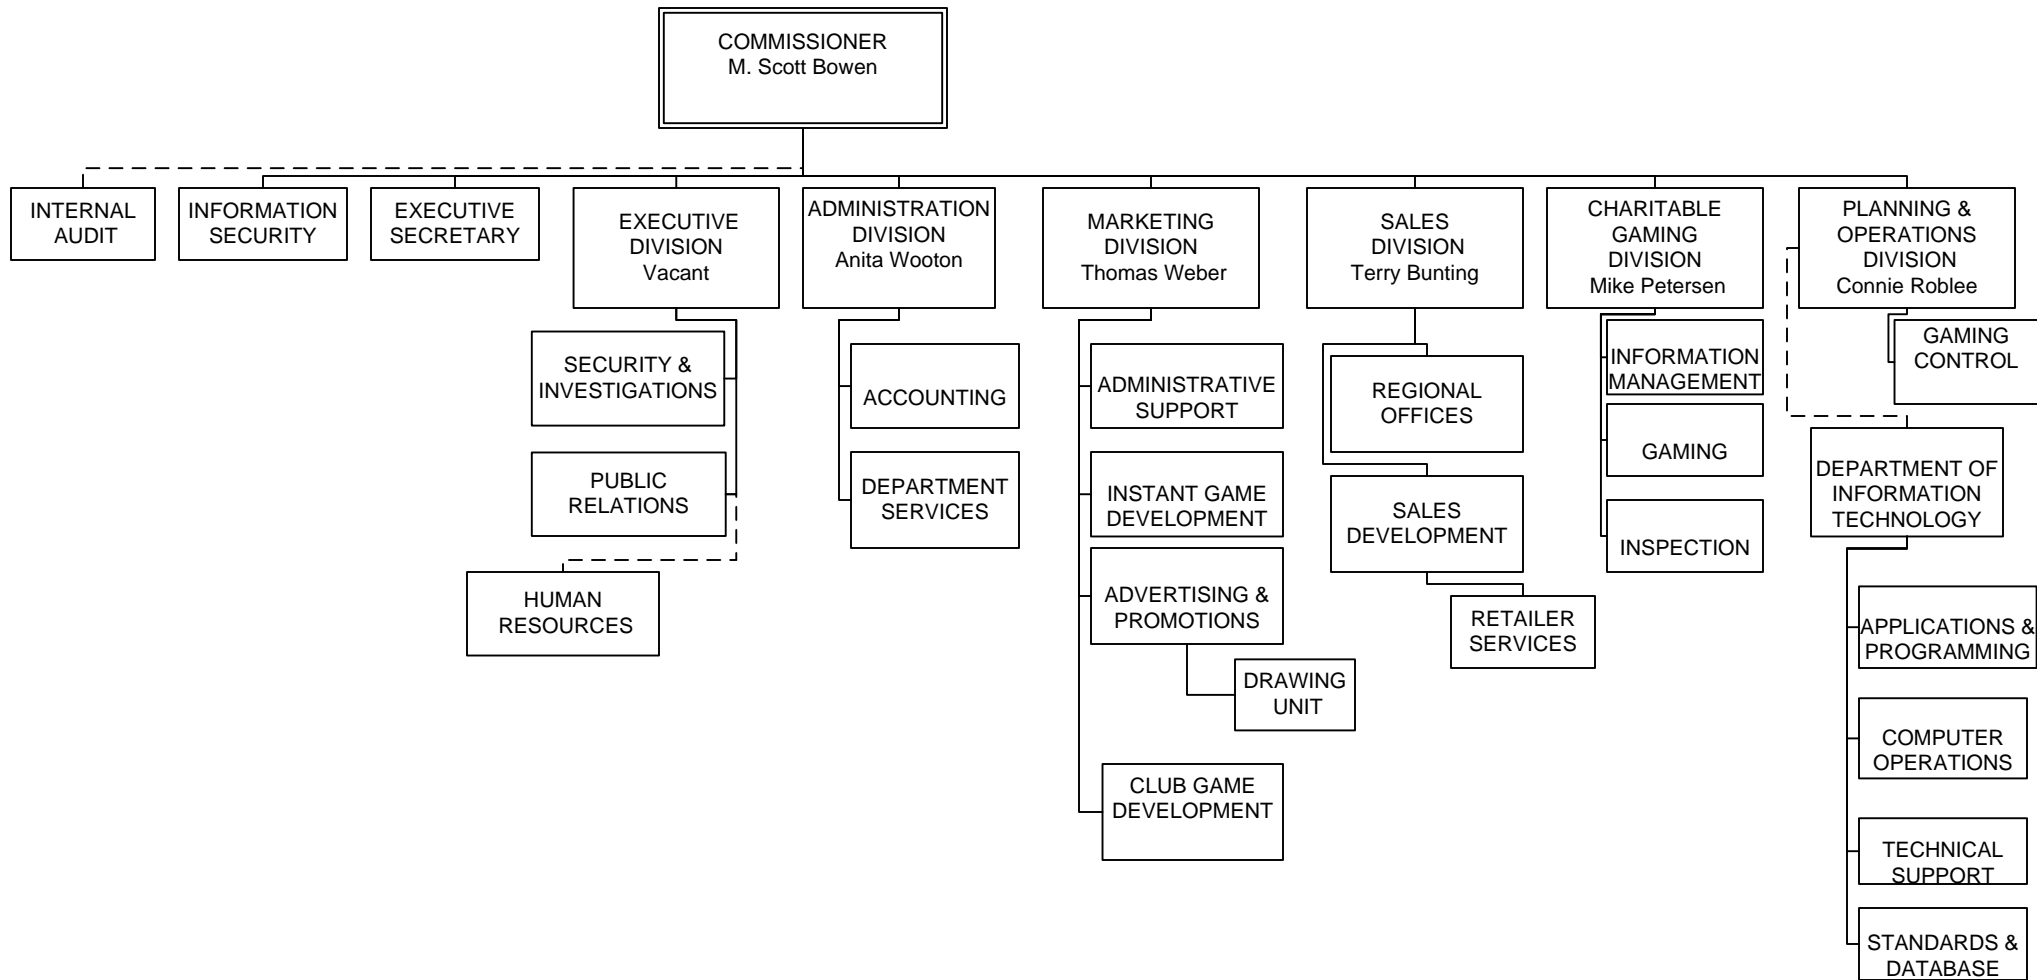 COMMISSIONER
M. Scott Bowen
INTERNAL
AUDIT
INFORMATION
SECURITY
EXECUTIVE
SECRETARY
EXECUTIVE
DIVISION
Vacant
ADMINISTRATION
DIVISION
Anita Wooton
MARKETING
DIVISION
Thomas Weber
SALES
DIVISION
Terry Bunting
CHARITABLE
GAMING
DIVISION
Mike Petersen
PLANNING &
OPERATIONS
DIVISION
Connie Roblee
SECURITY &
INVESTIGATIONS
PUBLIC
RELATIONS
HUMAN
RESOURCES
ACCOUNTING
DEPARTMENT
SERVICES
ADMINISTRATIVE
SUPPORT
INSTANT GAME
DEVELOPMENT
ADVERTISING &
PROMOTIONS
DRAWING
UNIT
CLUB GAME
DEVELOPMENT
REGIONAL
OFFICES
SALES
DEVELOPMENT
RETAILER
SERVICES
INFORMATION
MANAGEMENT
GAMING
INSPECTION
GAMING
CONTROL
DEPARTMENT OF
INFORMATION
TECHNOLOGY
APPLICATIONS &
PROGRAMMING
COMPUTER
OPERATIONS
TECHNICAL
SUPPORT
STANDARDS &
DATABASE